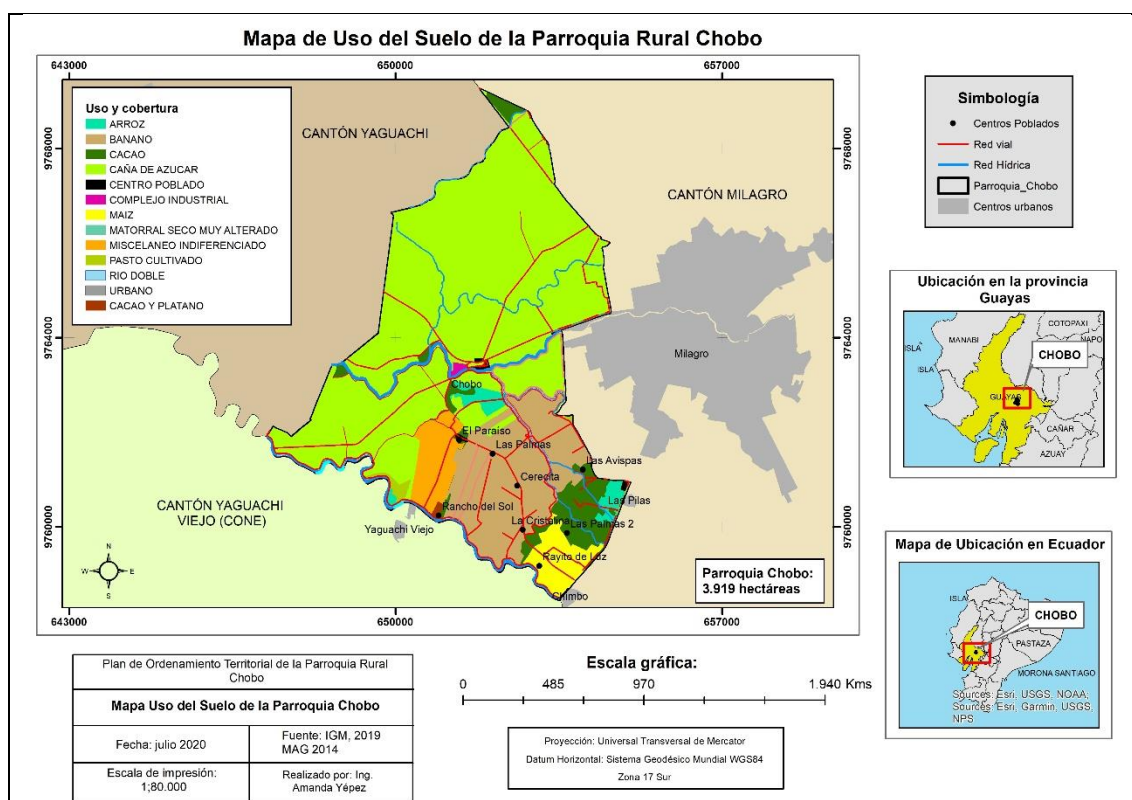 Mapa de Uso del Suelo de la Parroquia Rural Chobo
643000
650000
657000
9768000
9764000
9760000
Uso y cobertura
ARROZ
BANANO
CACAO
CAÑA DE AZUCAR
CENTRO POBLADO
COMPLEJO INDUSTRIAL
MAIZ
MATORRAL SECO MUY ALTERADO
MISCELANEO INDIFERENCIADO
PASTO CULTIVADO
RIO DOBLE
URBANO
CACAO Y PLATANO
CANTÓN YAGUACHI
CANTÓN MILAGRO
Milagro
Chobo
El Paraiso
Las Palmas
Las Avispas
Cerecita
Las Pilas
CANTÓN YAGUACHI
VIEJO (CONE)
Rancho del Sol
Yaguachi Viejo
La Cristalina
Las Palmas 2
Rayito de Luz
Chimbo
N
W
E
S
Parroquia Chobo:
3.919 hectáreas
9768000
9764000
9760000
643000
650000
657000
Simbología
Centros Poblados
Red vial
Red Hídrica
Parroquia_Chobo
Centros urbanos
Ubicación en la provincia
Guayas
COTOPAXI
MANABI
NAPO
ISLA
CHOBO
ISLA
GUAYAS
CAÑAR
AZUAY
Mapa de Ubicación en Ecuador
ISLA
CHOBO
PASTAZA
MORONA SANTIAGO
Sources: Esri, USGS, NOAA;
Sources: Esri, Garmin, USGS,
NPS
Plan de Ordenamiento Territorial de la Parroquia Rural
Chobo
Mapa Uso del Suelo de la Parroquia Chobo
Fecha: julio 2020
Fuente: IGM, 2019
MAG 2014
Escala de impresión:
1;80.000
Realizado por: Ing.
Amanda Yépez
Escala gráfica:
0
485
970
1.940 Kms
Proyección: Universal Transversal de Mercator
Datum Horizontal: Sistema Geodésico Mundial WGS84
Zona 17 Sur